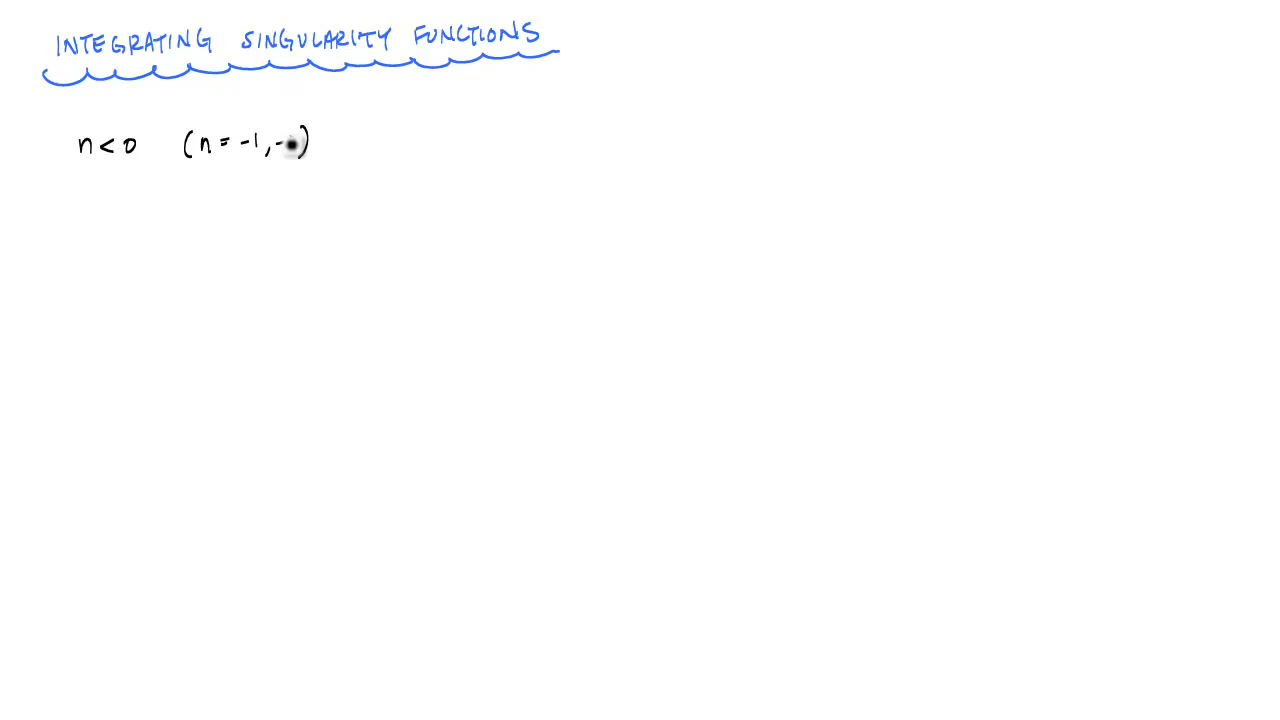 INTEGRATING SINGULARITY FUNCTIONS
n < 0 (n = -1, - )